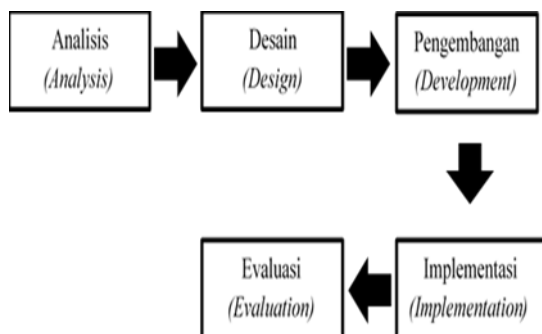 Analisis
(Analysis)
Desain
(Design)
Pengembangan
(Development)
Implementasi
(Implementation)
Evaluasi
(Evaluation)